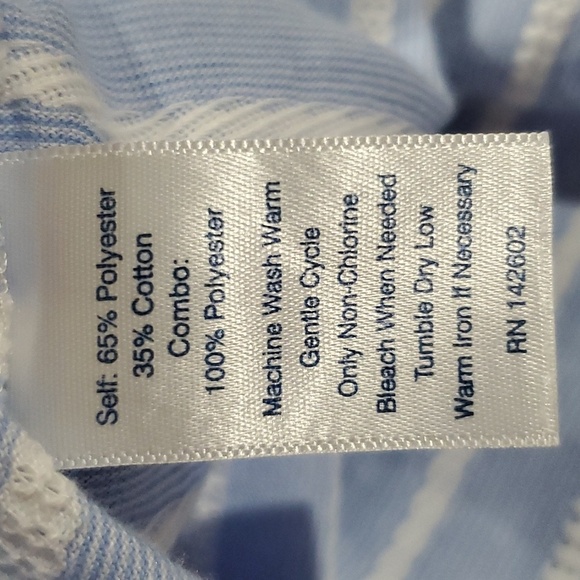 Self: 65% Polyester
35% Cotton
Combo:
100% Polyester
Machine Wash Warm
Gentle Cycle
Only Non-Chlorine
Bleach When Needed
Tumble Dry Low
Warm Iron If Necessary
RN 142602